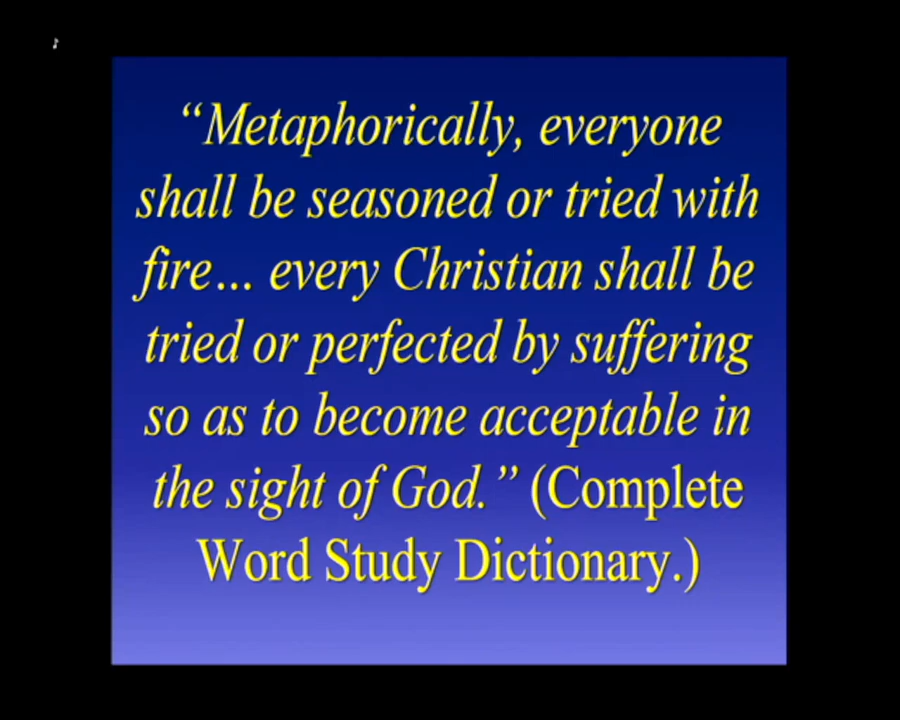 “Metaphorically, everyone
shall be seasoned or tried with
fire... every Christian shall be
tried or perfected by suffering
so as to become acceptable in
the sight of God.” (Complete
Word Study Dictionary.)